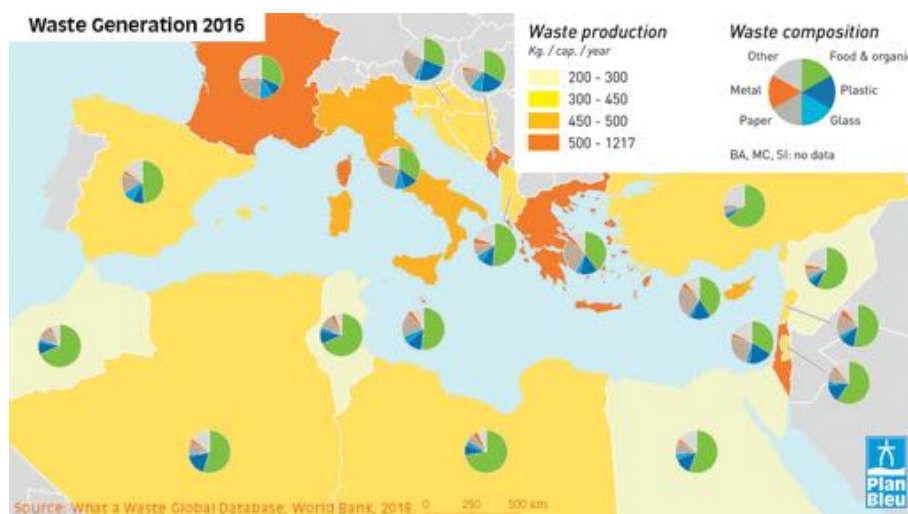 Waste Generation 2016
Waste production
Kg. / cap. / year
200 - 300
300 - 450
450 - 500
500 - 1217
Waste composition
Other
Food & organic
Metal
Plastic
Paper
Glass
BA, MC, SI: no data
Source: What a Waste Global Database, World Bank, 2018.
0 250 500 km
Plan
Bleu